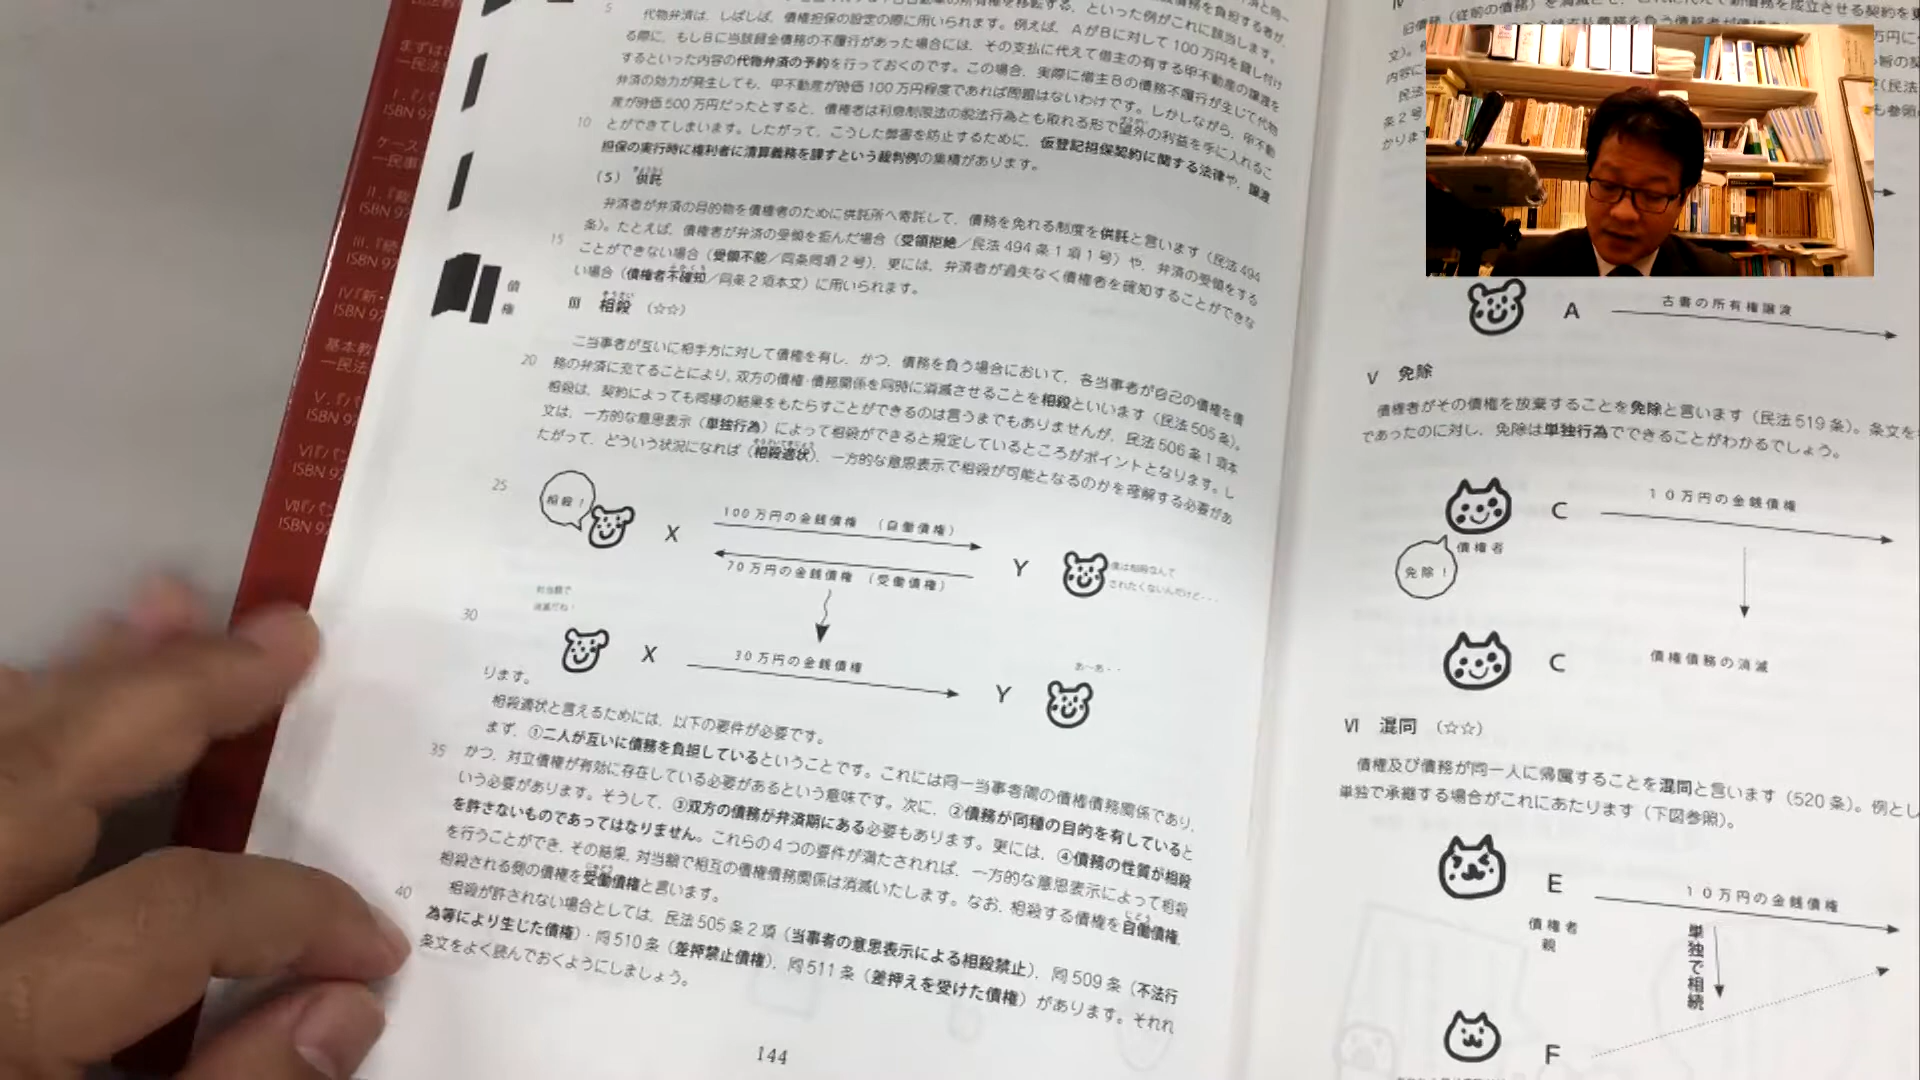 代物弁済は、しばしば、債権担保の設定の際に用いられます。例えば、AがBに対して100万円を貸し付け
る際に、もしBに当該貸金債務の不履行があった場合には、その支払に代えて借主の有する甲不動産の譲渡を
するといった内容の代物弁済の予約を行っておくのです。この場合、実際に借主Bの債務不履行が生じて代物
弁済の効力が発生しても、甲不動産が時価100万円程度であれば問題はないわけです。しかしながら、甲不動
産が時価500万円だったとすると、債権者は利息制限法の脱法行為とも取れる形で望外の利益を手に入れるこ
10
とができてしまいます。したがって、こうした弊害を防止するために、仮登記担保契約に関する法律や、譲渡
担保の実行時に権利者に清算義務を課すという裁判例の集積があります。
(5) 供託
弁済者が弁済の目的物を債権者のために供託所へ寄託して、債務を免れる制度を供託と言います(民法494
15
条)。たとえば、債権者が弁済の受領を拒んだ場合(受領拒絶/民法494条1項1号)や、弁済の受領をする
ことができない場合(受領不能/同条同項2号)、更には、弁済者が過失なく債権者を確知することができな
い場合(債権者不確知/同条2項本文)に用いられます。
債権
Ⅲ 相殺 (☆☆)
二当事者が互いに相手方に対して債権を有し、かつ、債務を負う場合において、各当事者が自己の債権を債
20
務の弁済に充てることにより、双方の債権・債務関係を同時に消滅させることを相殺といいます(民法505条)。
相殺は、契約によっても同様の結果をもたらすことができるのは言うまでもありませんが、民法506条1項本
文は、一方的な意思表示(単独行為)によって相殺ができると規定しているところがポイントとなります。し
たがって、どういう状況になれば(相殺適状)、一方的な意思表示で相殺が可能となるのかを理解する必要があ
25
相殺!
X
100万円の金銭債権 (自働債権)
70万円の金銭債権 (受働債権)
Y
僕は相殺なんて
されたくないんだけど・・・
30
対当額で
消滅だね!
X
30万円の金銭債権
Y
あ〜あ・・
ります。
相殺適状と言えるためには、以下の要件が必要です。
まず、①二人が互いに債務を負担しているということです。これには同一当事者間の債権債務関係であり、
35
かつ、対立債権が有効に存在している必要があるという意味です。次に、②債務が同種の目的を有していると
いう必要があります。そうして、③双方の債務が弁済期にある必要もあります。更には、④債務の性質が相殺
を許さないものであってはなりません。これらの4つの要件が満たされれば、一方的な意思表示によって相殺
を行うことができ、その結果、対当額で相互の債権債務関係は消滅いたします。なお、相殺する債権を自働債権、
相殺される側の債権を受働債権と言います。
40
相殺が許されない場合としては、民法505条2項(当事者の意思表示による相殺禁止)、同509条(不法行
為等により生じた債権)・同510条(差押禁止債権)、同511条(差押えを受けた債権)があります。それぞれ
条文をよく読んでおくようにしましょう。
144
A
古書の所有権譲渡
Ⅴ 免除
債権者がその債権を放棄することを免除と言います(民法519条)。条文を
であったのに対し、免除は単独行為でできることがわかるでしょう。
C
10万円の金銭債権
債権者
免除!
C
債権債務の消滅
Ⅵ 混同 (☆☆)
債権及び債務が同一人に帰属することを混同と言います(520条)。例とし
単独で承継する場合がこれにあたります(下図参照)。
E
10万円の金銭債権
債権者
親
単独で相続
F